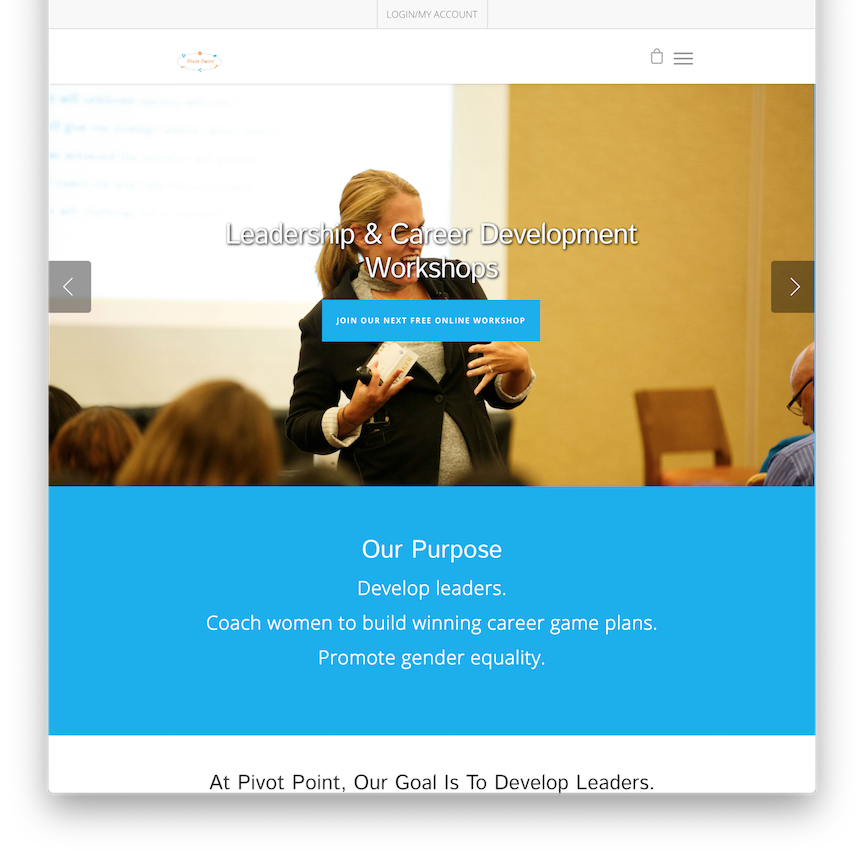 LOGIN/MY ACCOUNT
Pivot Point
Leadership & Career Development
Workshops
JOIN OUR NEXT FREE ONLINE WORKSHOP
Our Purpose
Develop leaders.
Coach women to build winning career game plans.
Promote gender equality.
At Pivot Point, Our Goal Is To Develop Leaders.